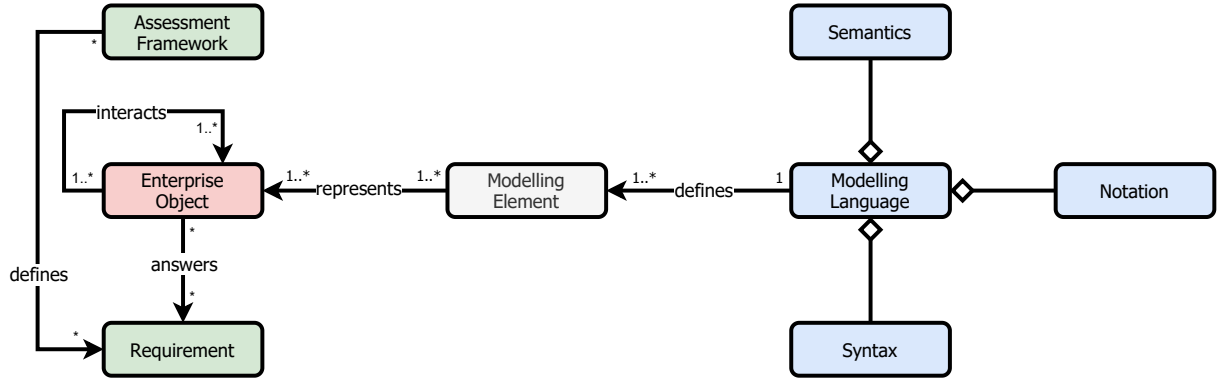 Assessment
Framework
*
Semantics
interacts
1..*
1..*
Enterprise
Object
1..*
represents
1..*
Modelling
Element
1..*
defines
1
Modelling
Language
Notation
*
answers
*
defines
*
Requirement
Syntax